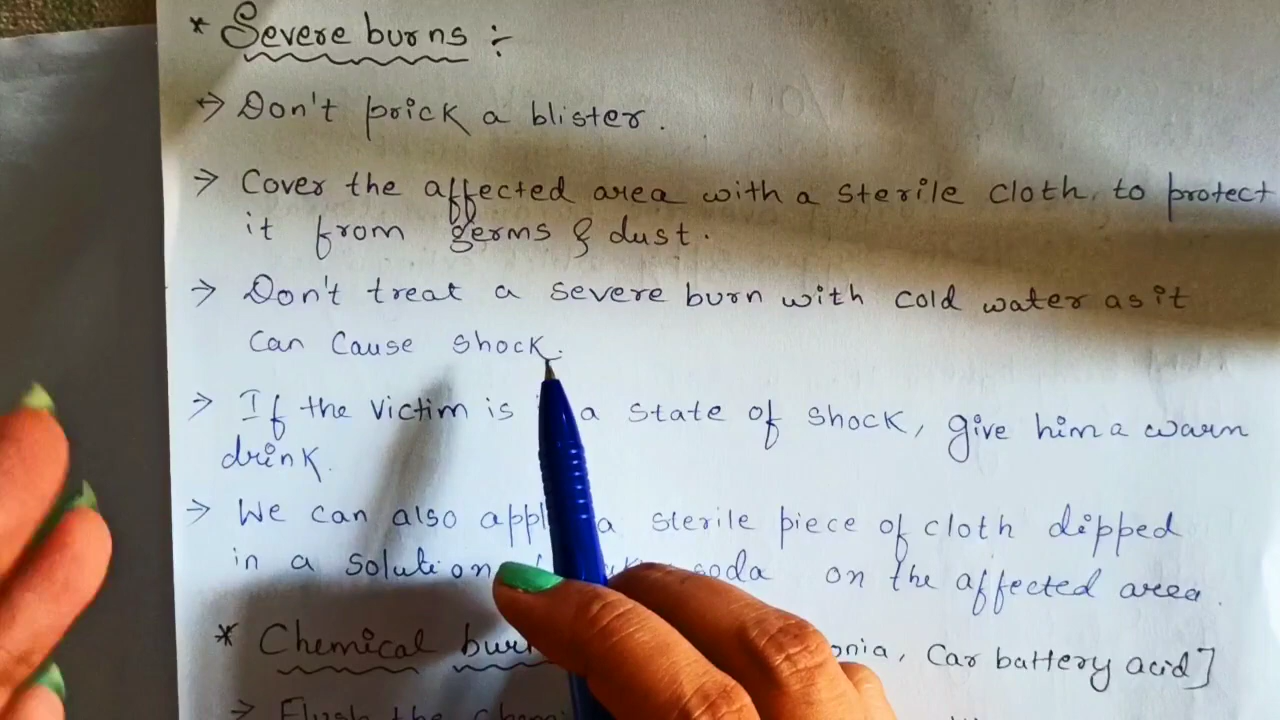 * Severe burns :-
→ Don't prick a blister.
→ Cover the affected area with a sterile cloth, to protect
it from germs & dust.
→ Don't treat a severe burn with cold water as it
can cause shock.
→ If the victim is a state of shock, give him a warm
drink.
→ We can also a sterile piece of cloth dipped
in a solution soda on the affected area.
* Chemical Car battery acid]
→ Flush the